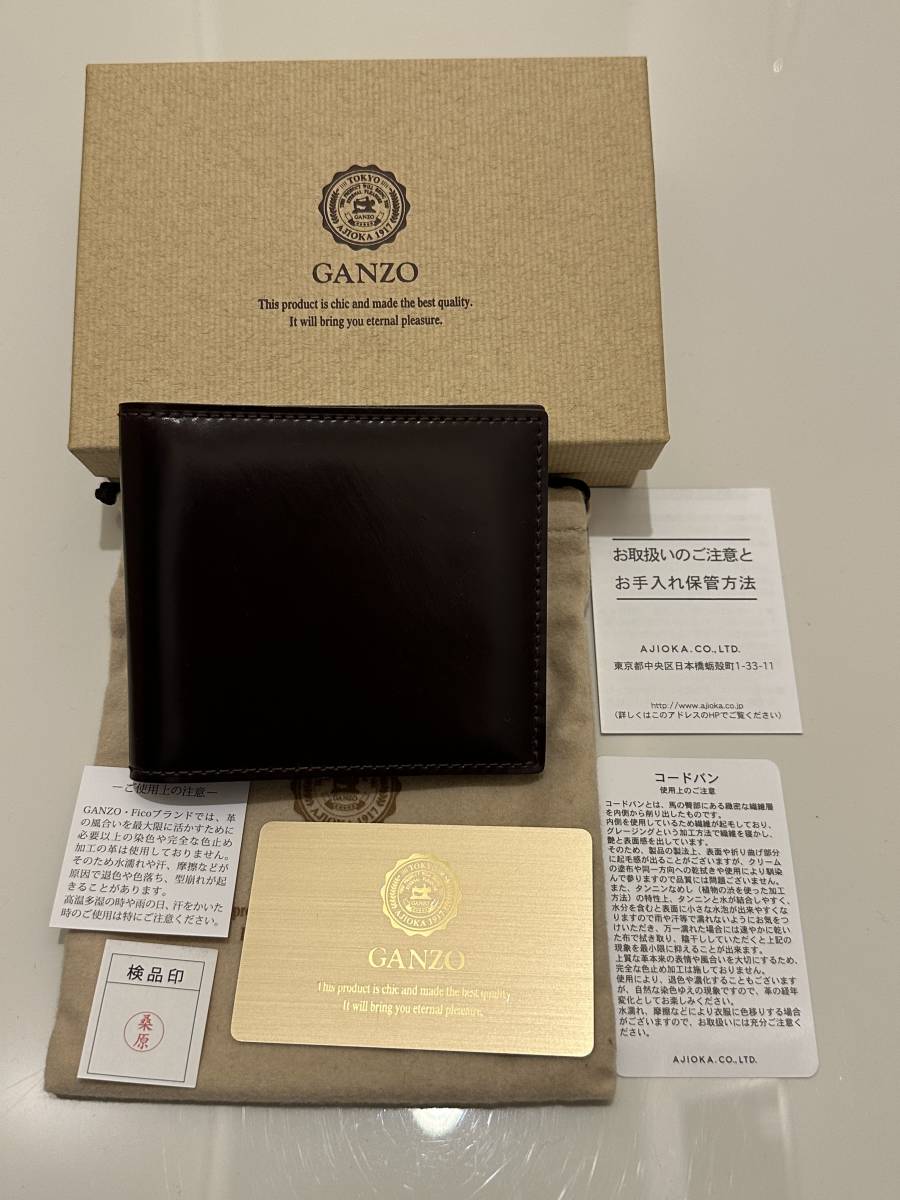 TOKYO
THIS PRODUCT WILL BRING YOU
ETERNAL PLEASURE
GANZO
AJIOKA 1917
GANZO
This product is chic and made the best quality.
It will bring you eternal pleasure.
お取扱いのご注意と
お手入れ保管方法
AJIOKA.CO.,LTD.
東京都中央区日本橋蛎殻町1-33-11
http://www.ajioka.co.jp
(詳しくはこのアドレスのHPでご覧ください)
―ご使用上の注意―
GANZO・Ficoブランドでは、革
の風合いを最大限に活かすために
必要以上の染色や完全な色止め
加工の革は使用しておりません。
そのため水濡れや汗、摩擦などが
原因で退色や色落ち、型崩れが起
きることがあります。
高温多湿の時や雨の日、汗をかいた
時のご使用は特にご注意ください。
コードバン
使用上のご注意
コードバンとは、馬の臀部にある緻密な繊維層
を内側から削り出したものです。
内側を使用しているため繊維が起毛しており、
グレージングという加工方法で繊維を寝かし、
艶と表面感を出しています。
そのため、製品の製法上、表面や折り曲げ部分
に起毛感が出ることがございますが、クリーム
の塗布や同一方向への乾拭きや使用により馴染
んで参りますので品質には問題ございません。
また、タンニンなめし（植物の渋を使った加工
方法）の特性上、タンニンと水が結合しやすく、
水分を含むと表面に小さな水泡が出来やすくな
りますので雨や汗等で濡れないようにお気をつ
けいただき、万一濡れた場合には速やかに乾い
た布で拭き取り、陰干ししていただくと上記の
現象を最小限に抑えることが出来ます。
上質な革本来の表情や風合いを大切にするため、
完全な色止め加工は施しておりません。
使用により、退色や濃化することもございます
が、自然な染色ゆえの現象ですので、革の経年
変化としてお楽しみください。
水濡れ、摩擦などにより衣服に色移りする場合
がございますので、お取扱いには充分ご注意く
ださい。
AJIOKA.CO.,LTD.
TOKYO
GANZO
AJIOKA 1917
GANZO
This product is chic and made the best quality.
It will bring you eternal pleasure.
検品印
桑原